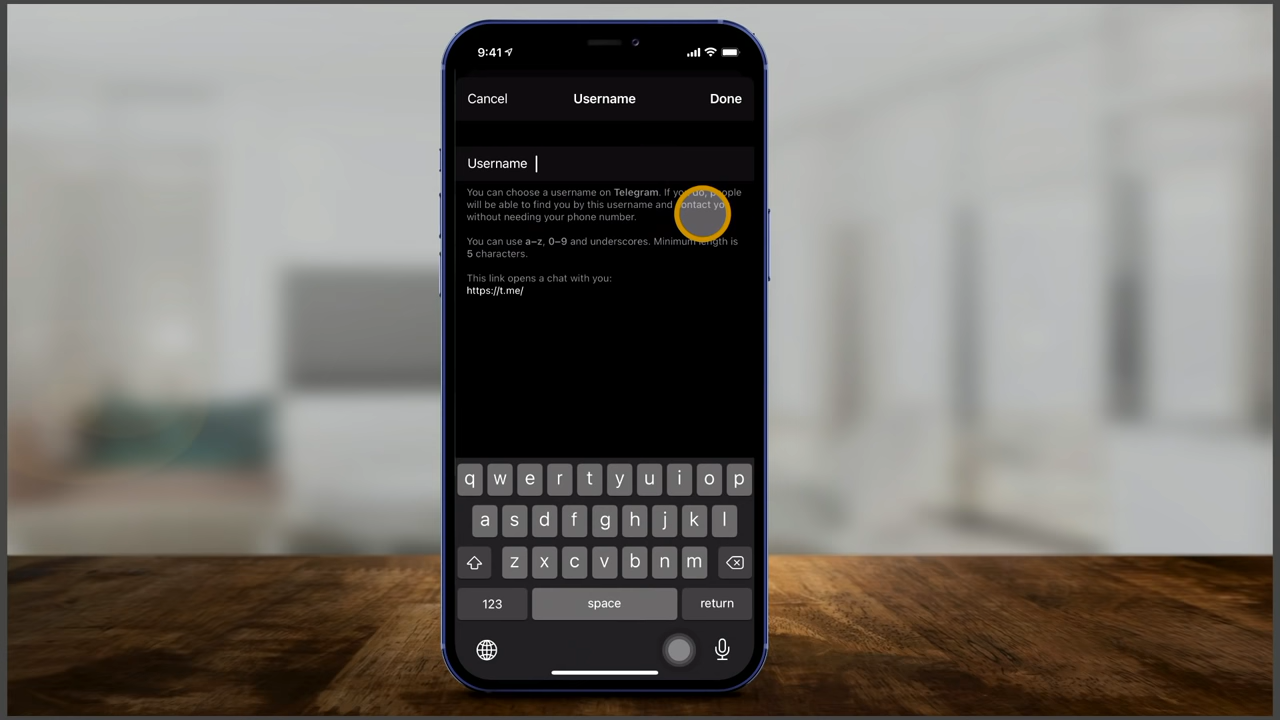 9:41
Cancel Username Done
Username
You can choose a username on Telegram. If you do, people
will be able to find you by this username and contact you
without needing your phone number.
You can use a–z, 0–9 and underscores. Minimum length is
5 characters.
This link opens a chat with you:
https://t.me/
q w e r t y u i o p
a s d f g h j k l
z x c v b n m
123 space return